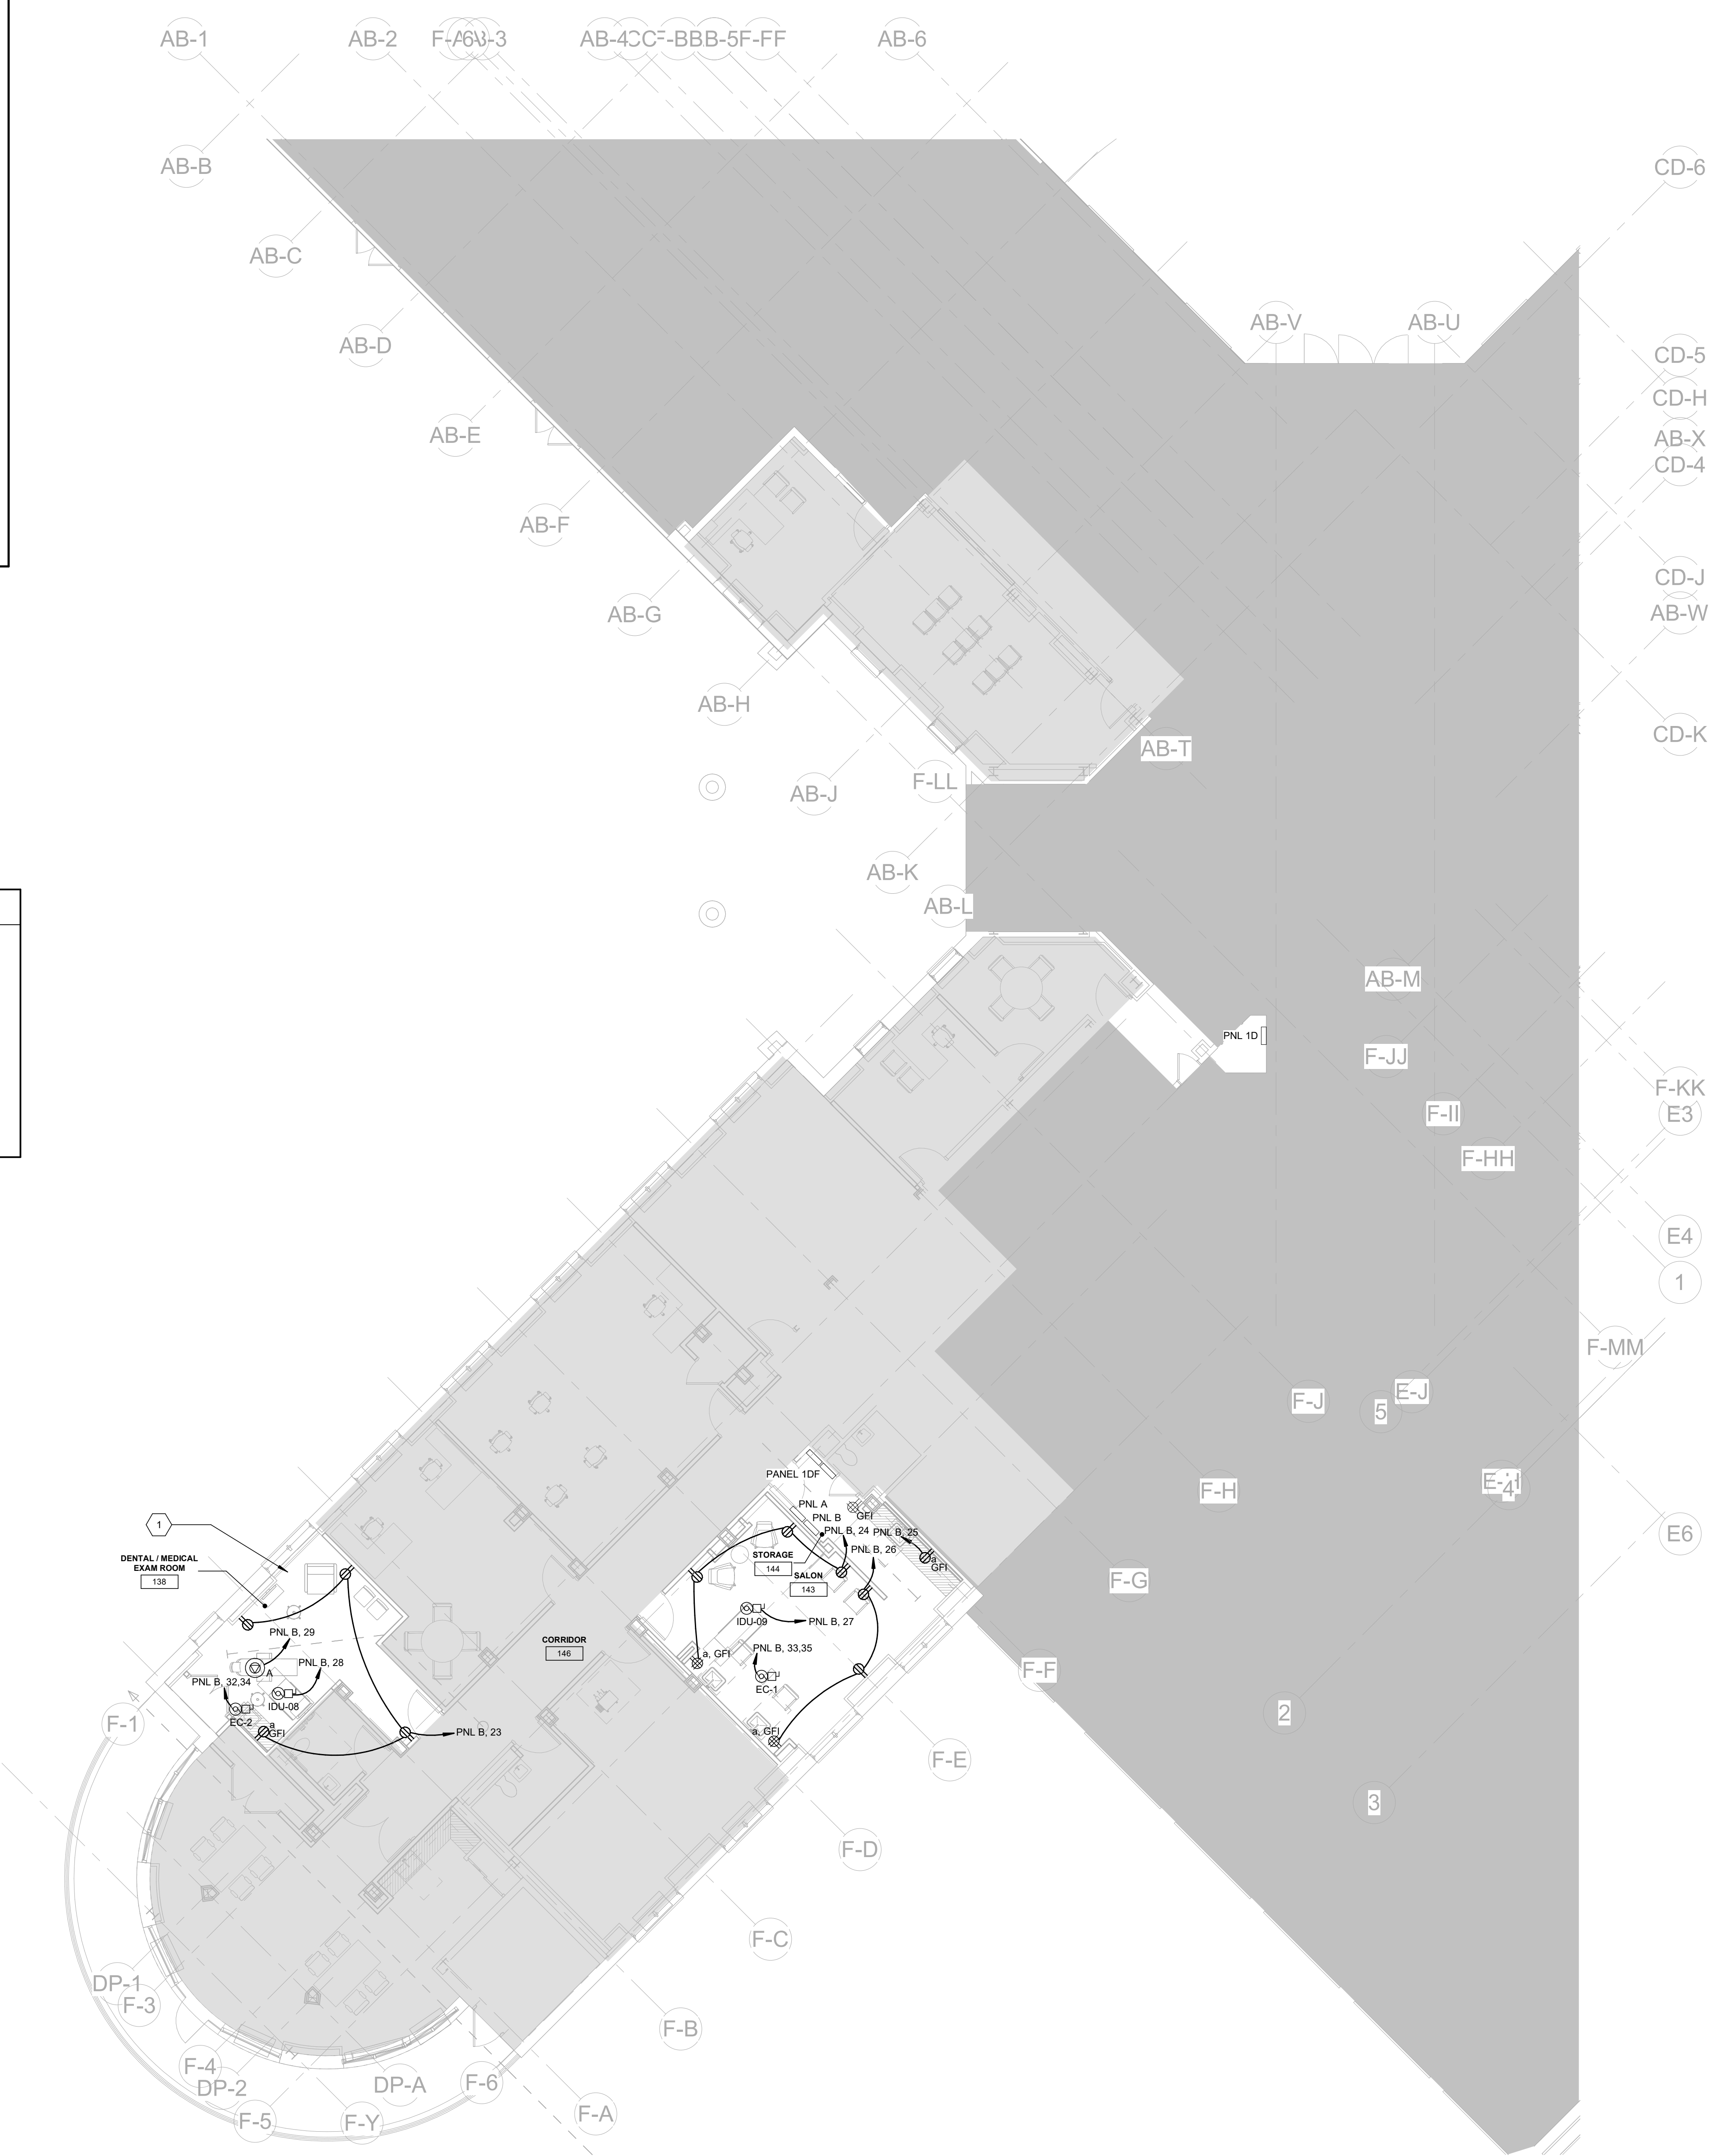 AB-1
AB-2
AB-6
AB-B
CD-6
AB-C
AB-V
AB-U
AB-D
CD-5
CD-H
AB-E
AB-X
CD-4
AB-F
CD-J
AB-G
AB-W
AB-H
CD-K
AB-T
F-LL
AB-J
AB-K
AB-L
AB-M
PNL 1D
F-JJ
F-KK
F-II
E3
F-HH
E4
1
F-MM
E-J
F-J
5
PANEL 1DF
F-H
4
PNL A
GFI
PNL B
1
PNL B, 24
PNL B, 25
E6
PNL B, 26
DENTAL / MEDICAL
EXAM ROOM
138
STORAGE
144
a
GFI
SALON
143
F-G
IDU-09
PNL B, 27
PNL B, 29
CORRIDOR
146
PNL B, 33,35
a, GFI
PNL B, 28
A
F-F
PNL B, 32,34
EC-1
IDU-08
EC-2
2
F-1
a
GFI
PNL B, 23
a, GFI
F-E
3
F-D
F-C
DP-1
F-3
F-B
F-4
DP-2
DP-A
F-6
F-5
F-Y
F-A